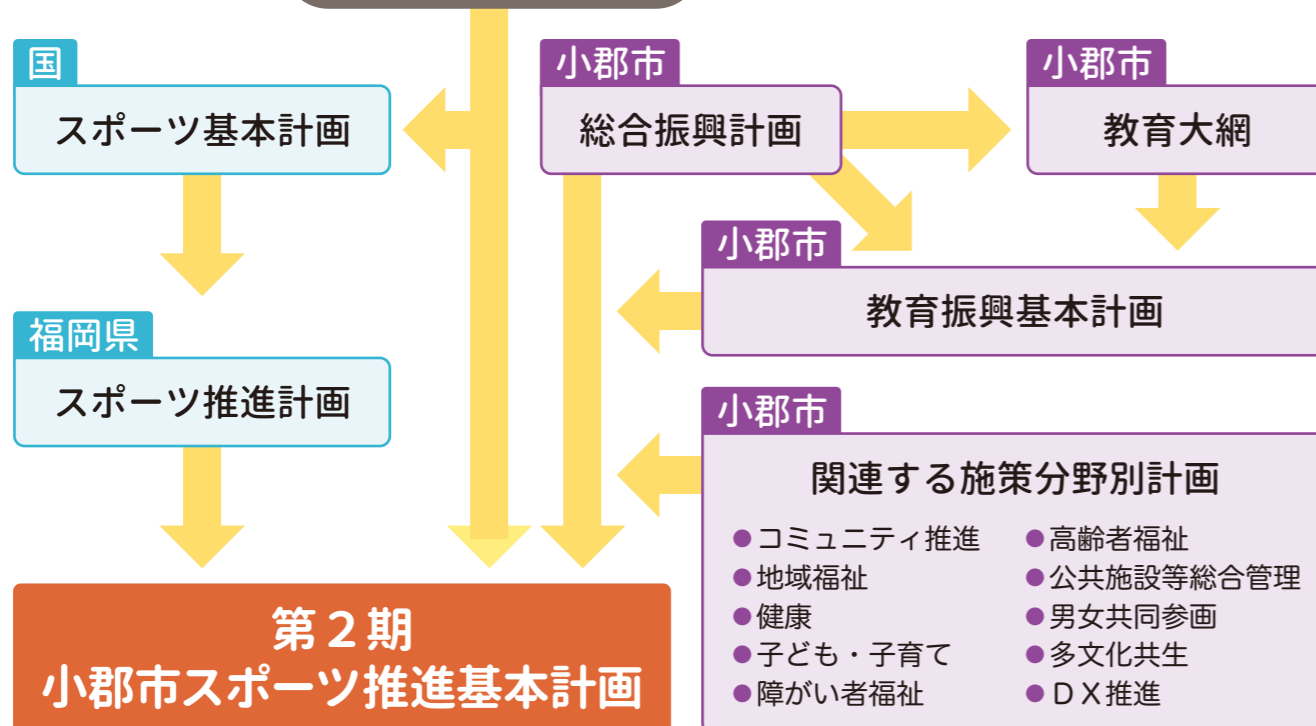 国
スポーツ基本計画
小郡市
総合振興計画
小郡市
教育大綱
小郡市
教育振興基本計画
福岡県
スポーツ推進計画
小郡市
関連する施策分野別計画
●コミュニティ推進
●地域福祉
●健康
●子ども・子育て
●障がい者福祉
●高齢者福祉
●公共施設等総合管理
●男女共同参画
●多文化共生
●ＤＸ推進
第２期
小郡市スポーツ推進基本計画